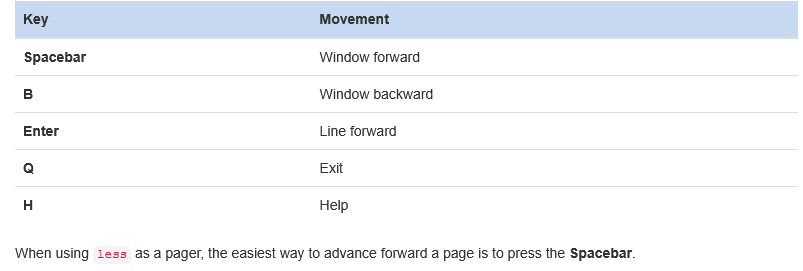 Key Movement
Spacebar Window forward
B Window backward
Enter Line forward
Q Exit
H Help
When using less as a pager, the easiest way to advance forward a page is to press the Spacebar.